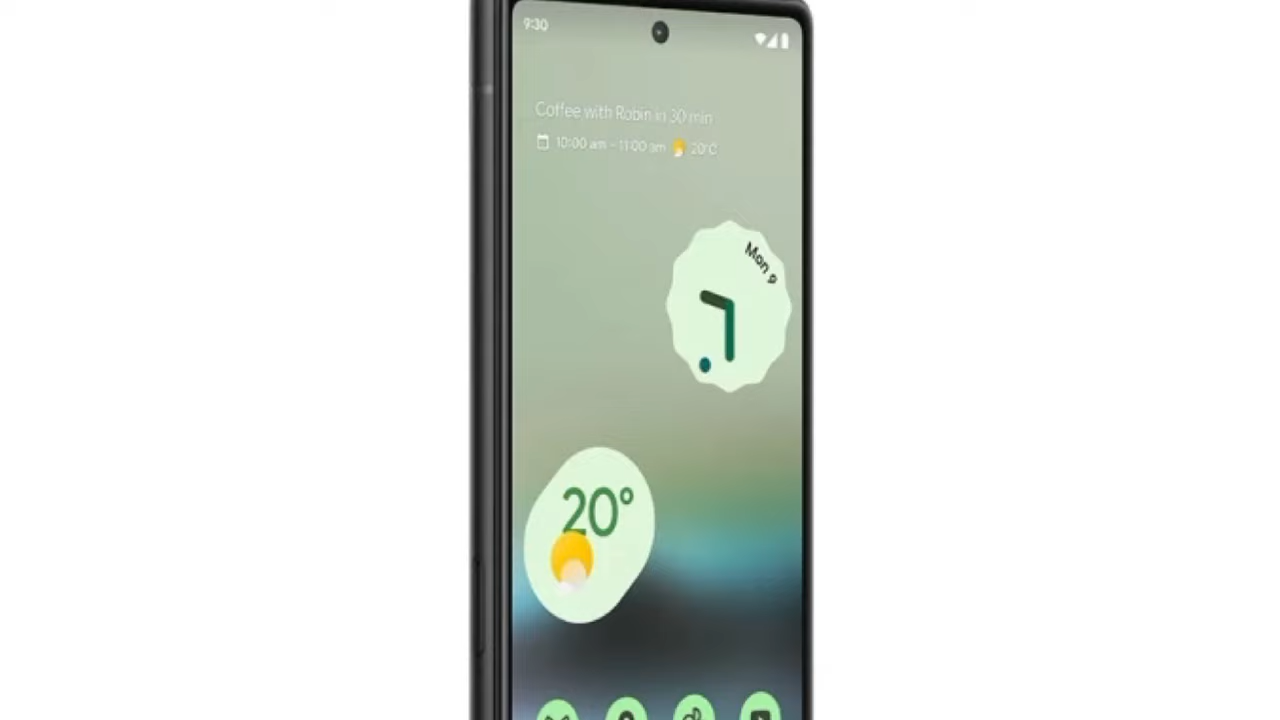 9:30
Coffee with Robin in 30 min
10:00 am - 11:00 am 20°C
Mon 9
20°